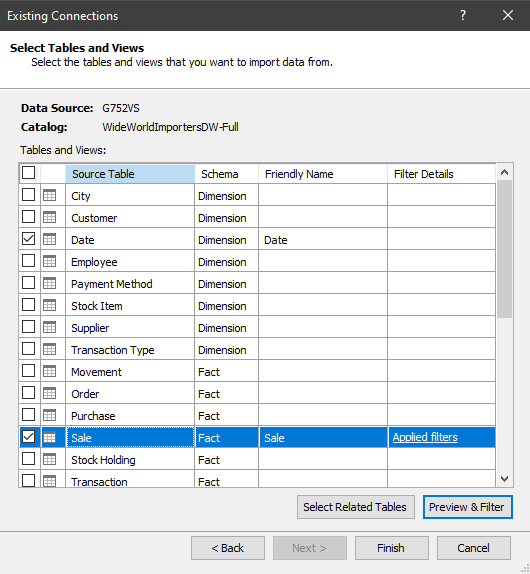 Existing Connections
Select Tables and Views
Select the tables and views that you want to import data from.
Data Source: G752VS
Catalog: WideWorldImportersDW-Full
Tables and Views:
Source Table Schema Friendly Name Filter Details
City Dimension
Customer Dimension
Date Dimension Date
Employee Dimension
Payment Method Dimension
Stock Item Dimension
Supplier Dimension
Transaction Type Dimension
Movement Fact
Order Fact
Purchase Fact
Sale Fact Sale Applied filters
Stock Holding Fact
Transaction Fact
Select Related Tables Preview & Filter
< Back Next > Finish Cancel